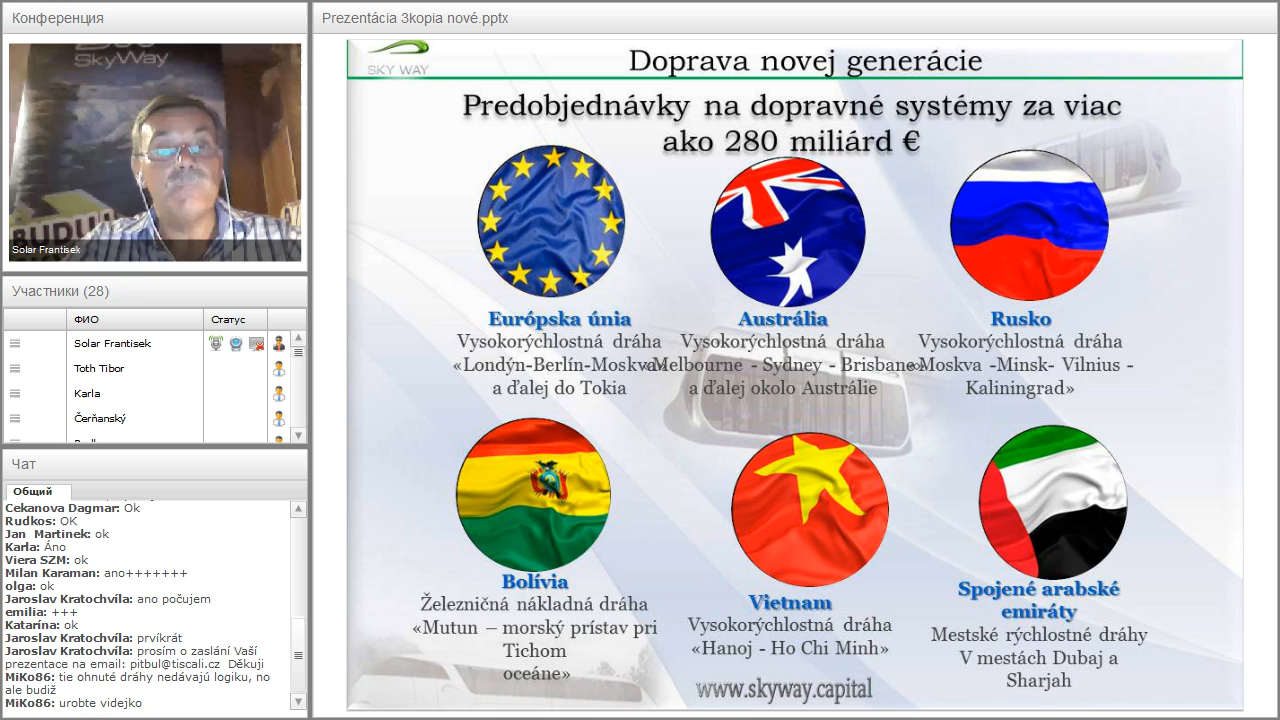 Конференция
SkyWay
BUDUJ
Solar Frantisek
Участники (28)
ФИО
Статус
Solar Frantisek
Toth Tibor
Karla
Čerňanský
Чат
Общий
Cekanova Dagmar: Ok
Rudkos: OK
Jan Martinek: ok
Karla: Áno
Viera SZM: ok
Milan Karaman: ano+++++++
olga: ok
Jaroslav Kratochvíla: ano počujem
emilia: +++
Katarína: ok
Jaroslav Kratochvíla: prvíkrát
Jaroslav Kratochvíla: prosím o zaslání Vaší
prezentace na email: pitbul@tiscali.cz Děkuji
MiKo86: tie ohnuté dráhy nedávajú logiku, no
ale budiž
MiKo86: urobte videjko
Prezentácia 3kopia nové.pptx
SKY WAY
Doprava novej generácie
Predobjednávky na dopravné systémy za viac
ako 280 miliárd €
Európska únia
Vysokorýchlostná dráha
«Londýn-Berlín-Moskva»
a ďalej do Tokia
Austrália
Vysokorýchlostná dráha
«Melbourne - Sydney - Brisbane»
a ďalej okolo Austrálie
Rusko
Vysokorýchlostná dráha
«Moskva -Minsk- Vilnius -
Kaliningrad»
Bolívia
Železničná nákladná dráha
«Mutun – morský prístav pri
Tichom
oceáne»
Vietnam
Vysokorýchlostná dráha
«Hanoj - Ho Chi Minh»
Spojené arabské
emiráty
Mestské rýchlostné dráhy
V mestách Dubaj a
Sharjah
www.skyway.capital